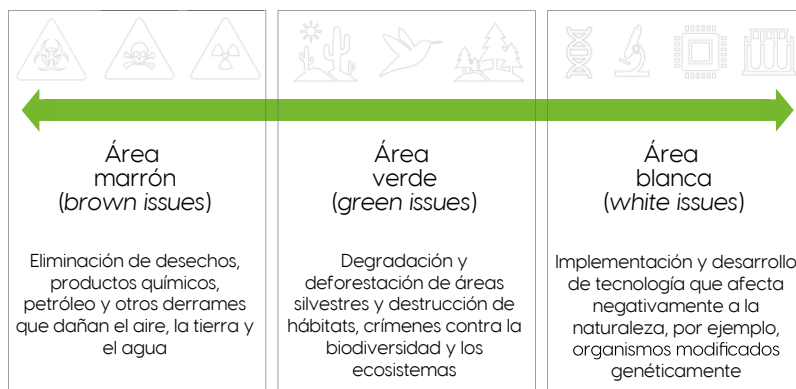 Área
marrón
(brown issues)
Eliminación de desechos,
productos químicos,
petróleo y otros derrames
que dañan el aire, la tierra y
el agua
Área
verde
(green issues)
Degradación y
deforestación de áreas
silvestres y destrucción de
hábitats, crímenes contra la
biodiversidad y los
ecosistemas
Área
blanca
(white issues)
Implementación y desarrollo
de tecnología que afecta
negativamente a la
naturaleza, por ejemplo,
organismos modificados
genéticamente